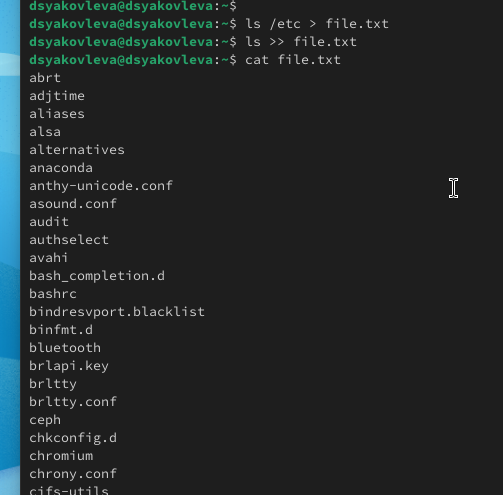 dsyakovleva@dsyakovleva:~$
dsyakovleva@dsyakovleva:~$ ls /etc > file.txt
dsyakovleva@dsyakovleva:~$ ls >> file.txt
dsyakovleva@dsyakovleva:~$ cat file.txt
abrt
adjtime
aliases
alsa
alternatives
anaconda
anthy-unicode.conf
asound.conf
audit
authselect
avahi
bash_completion.d
bashrc
bindresvport.blacklist
binfmt.d
bluetooth
brlapi.key
brltty
brltty.conf
ceph
chkconfig.d
chromium
chrony.conf
cifs-utils